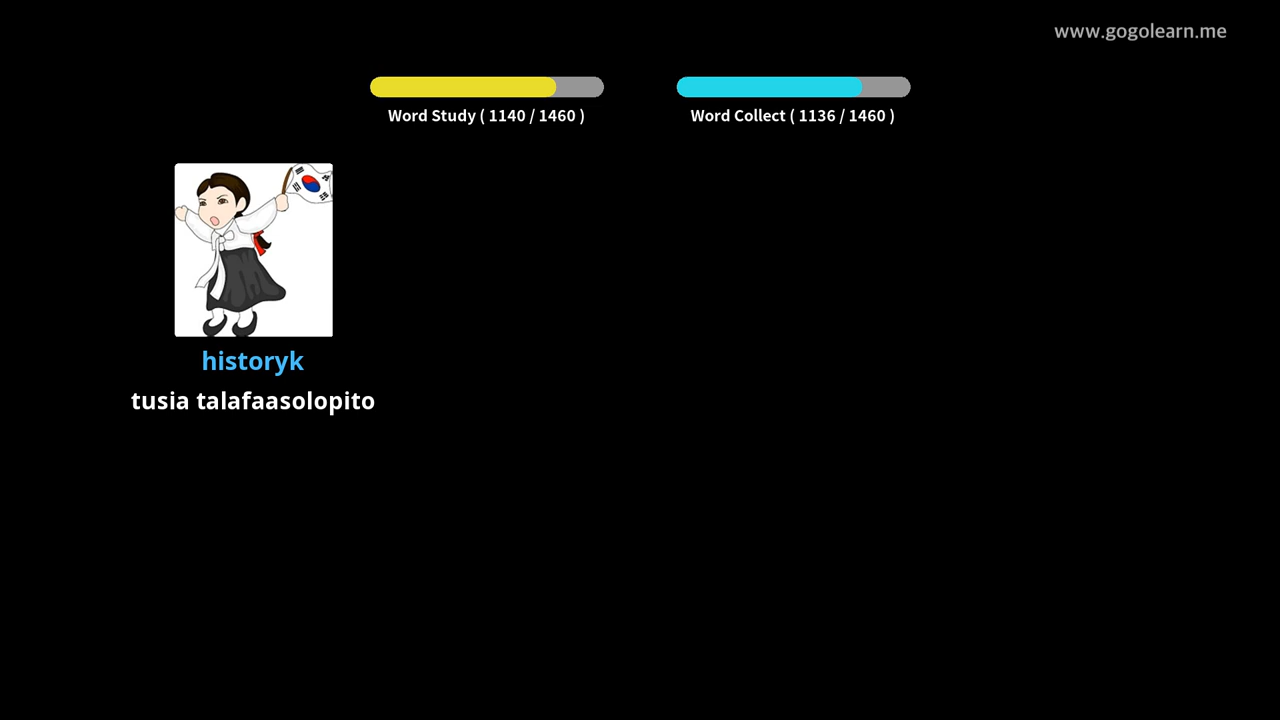 www.gogolearn.me
Word Study ( 1140 / 1460 )
Word Collect ( 1136 / 1460 )
historyk
tusia talafaasolopito